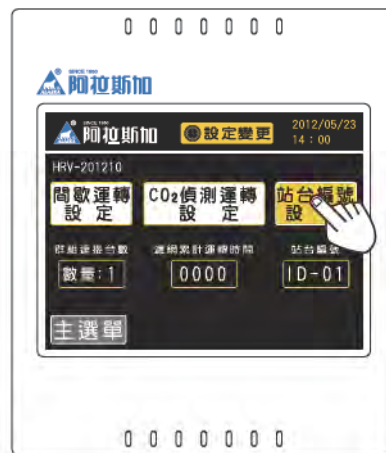 SINCE 1980
阿拉斯加
ALASKA
阿拉斯加
設定變更
2012/05/23
14:00
HRV-201210
間歇運轉
設 定
CO2偵測運轉
設 定
站台編號
設
群組連接台數
濾網累計運轉時間
站台編號
數量:1
0000
ID-01
主選單